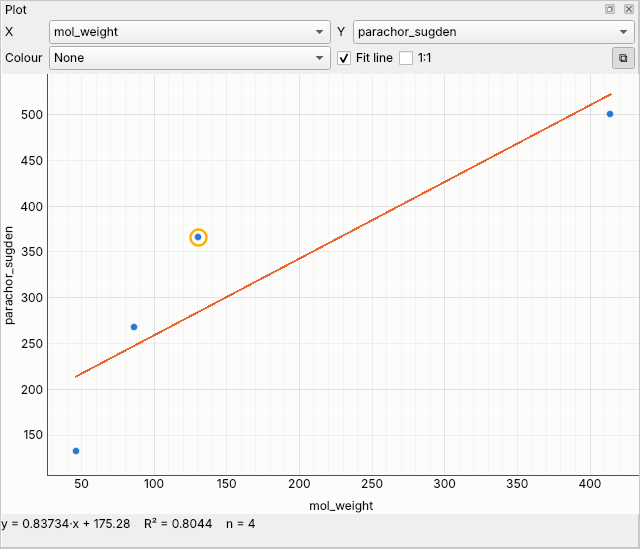 Plot
X mol_weight Y parachor_sugden
Colour None Fit line 1:1
500
450
400
350
300
250
200
150
parachor_sugden
50 100 150 200 250 300 350 400
mol_weight
y = 0.83734·x + 175.28 R² = 0.8044 n = 4